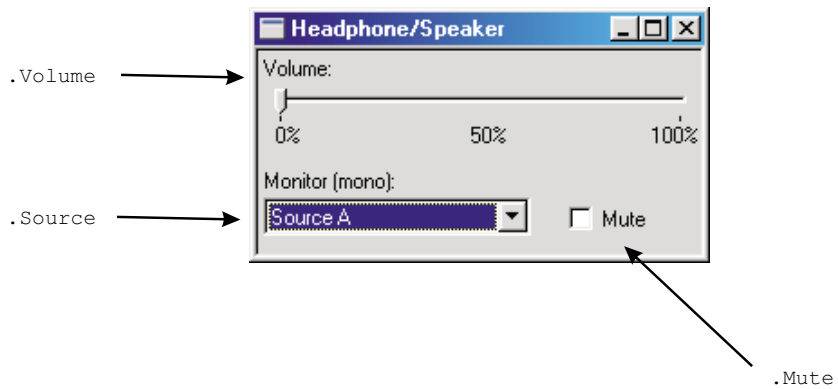 Headphone/Speaker
.Volume
Volume:
0% 50% 100%
Monitor (mono):
.Source
Source A
Mute
.Mute